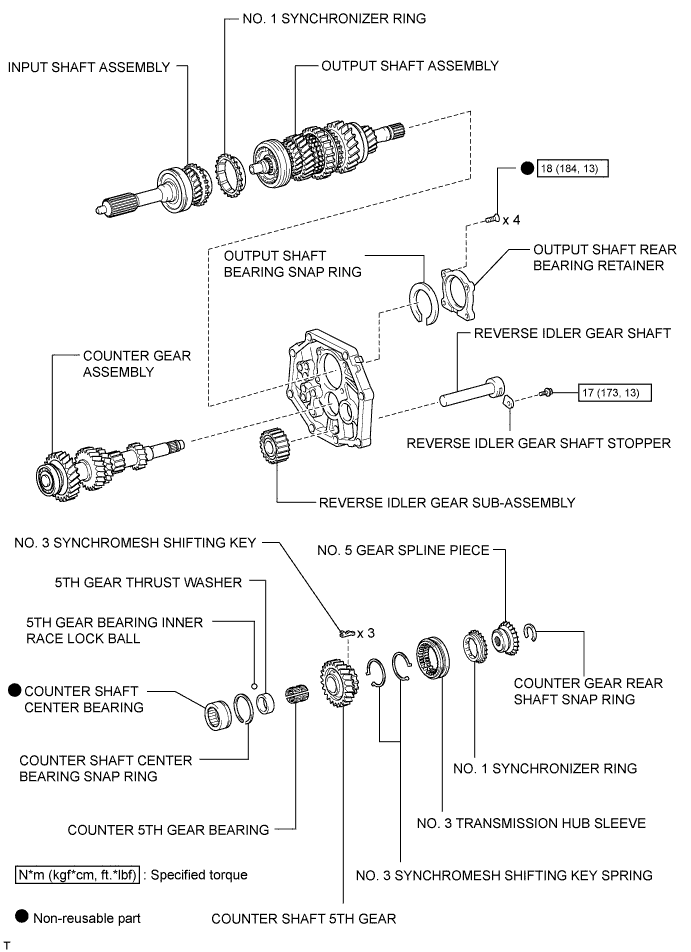 NO. 1 SYNCHRONIZER RING
INPUT SHAFT ASSEMBLY
OUTPUT SHAFT ASSEMBLY
18 (184, 13)
x 4
OUTPUT SHAFT
BEARING SNAP RING
OUTPUT SHAFT REAR
BEARING RETAINER
REVERSE IDLER GEAR SHAFT
COUNTER GEAR
ASSEMBLY
17 (173, 13)
REVERSE IDLER GEAR SHAFT STOPPER
REVERSE IDLER GEAR SUB-ASSEMBLY
NO. 3 SYNCHROMESH SHIFTING KEY
NO. 5 GEAR SPLINE PIECE
5TH GEAR THRUST WASHER
x 3
5TH GEAR BEARING INNER
RACE LOCK BALL
COUNTER SHAFT
CENTER BEARING
COUNTER GEAR REAR
SHAFT SNAP RING
COUNTER SHAFT CENTER
BEARING SNAP RING
NO. 1 SYNCHRONIZER RING
COUNTER 5TH GEAR BEARING
NO. 3 TRANSMISSION HUB SLEEVE
N*m (kgf*cm, ft.*lbf) : Specified torque
NO. 3 SYNCHROMESH SHIFTING KEY SPRING
Non-reusable part
COUNTER SHAFT 5TH GEAR
T